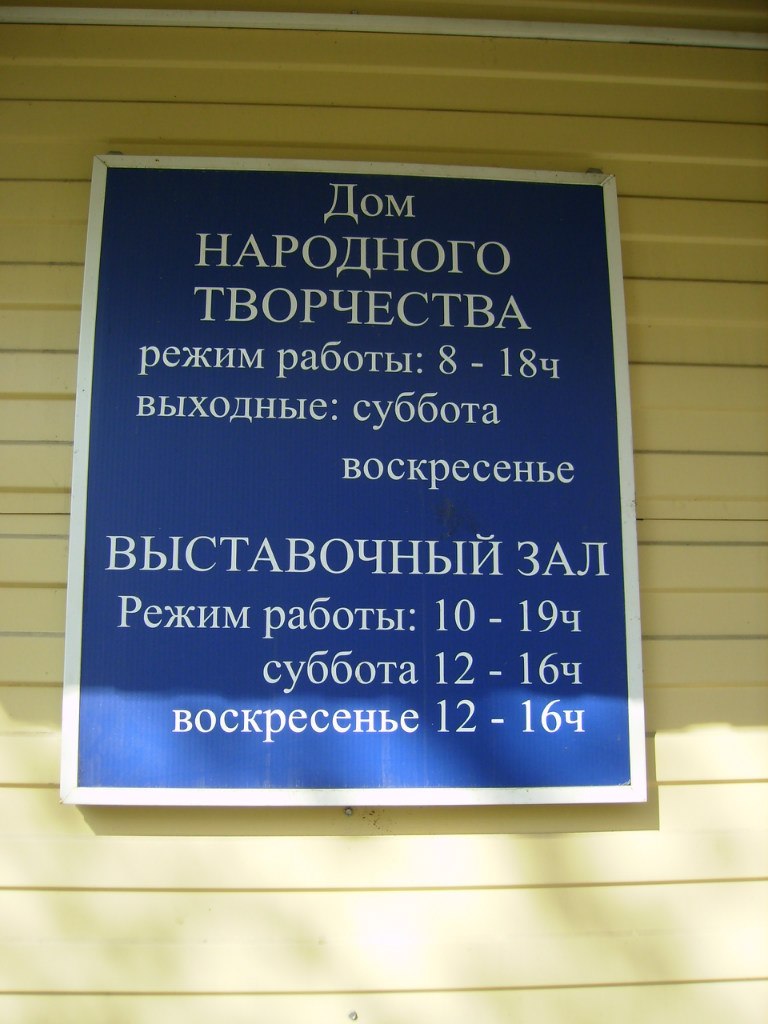 Дом
НАРОДНОГО
ТВОРЧЕСТВА
режим работы: 8 - 18ч
выходные: суббота
воскресенье
ВЫСТАВОЧНЫЙ ЗАЛ
Режим работы: 10 - 19ч
суббота 12 - 16ч
воскресенье 12 - 16ч